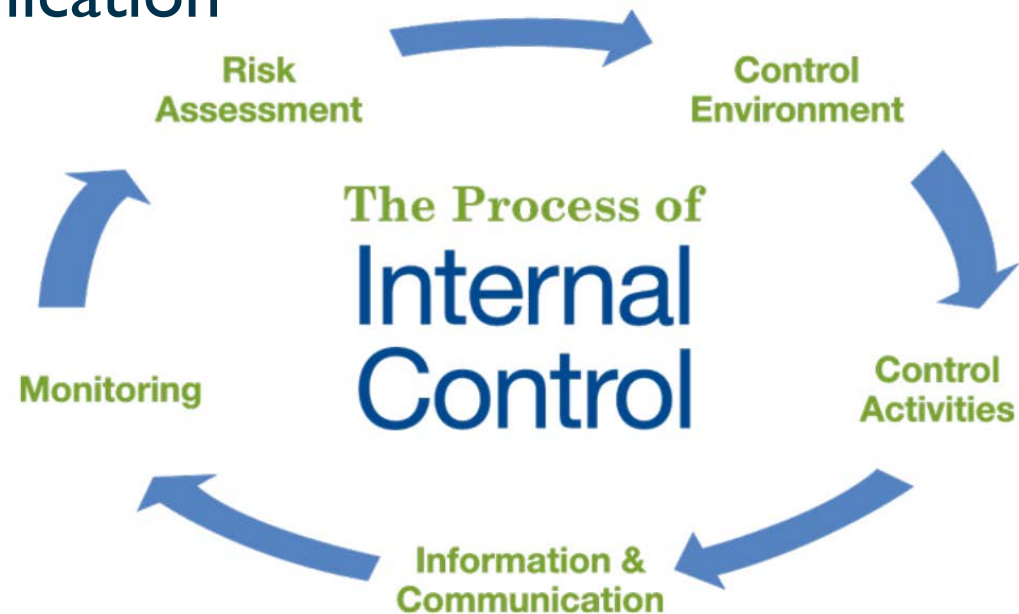 Risk
Assessment
Control
Environment
The Process of
Internal
Control
Monitoring
Control
Activities
Information &
Communication